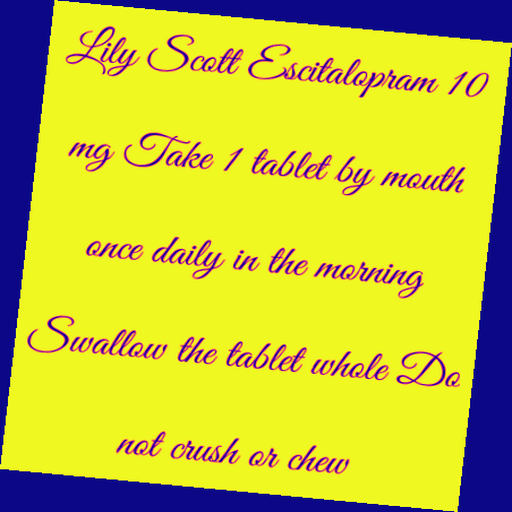 Lily Scott Escitalopram 10
mg Take 1 tablet by mouth
once daily in the morning
Swallow the tablet whole Do
not crush or chew